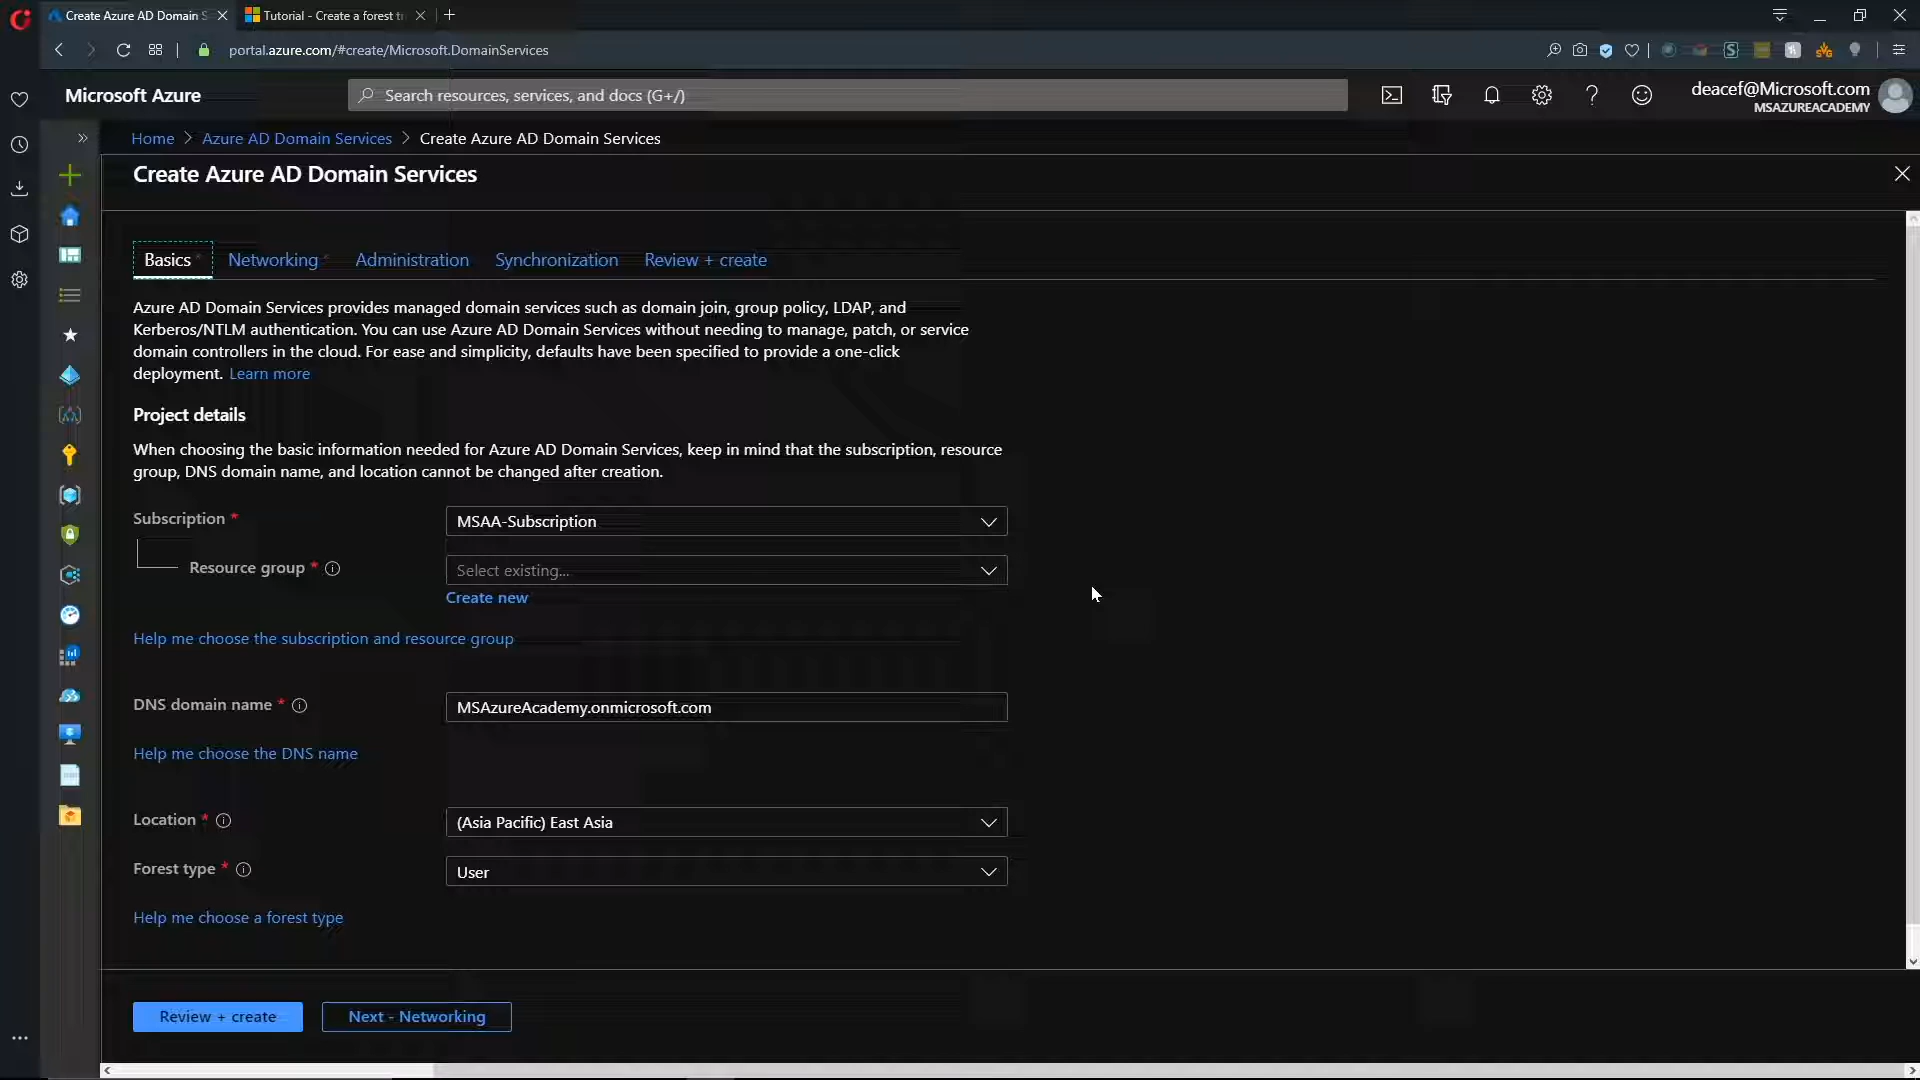 Create Azure AD Domain S
Tutorial - Create a forest t
portal.azure.com/#create/Microsoft.DomainServices
Microsoft Azure
Search resources, services, and docs (G+/)
deacef@Microsoft.com
MSAZUREACADEMY
Home > Azure AD Domain Services > Create Azure AD Domain Services
Create Azure AD Domain Services
Basics * Networking * Administration Synchronization Review + create
Azure AD Domain Services provides managed domain services such as domain join, group policy, LDAP, and
Kerberos/NTLM authentication. You can use Azure AD Domain Services without needing to manage, patch, or service
domain controllers in the cloud. For ease and simplicity, defaults have been specified to provide a one-click
deployment. Learn more
Project details
When choosing the basic information needed for Azure AD Domain Services, keep in mind that the subscription, resource
group, DNS domain name, and location cannot be changed after creation.
Subscription * MSAA-Subscription
Resource group * Select existing...
Create new
Help me choose the subscription and resource group
DNS domain name * MSAzureAcademy.onmicrosoft.com
Help me choose the DNS name
Location * (Asia Pacific) East Asia
Forest type * User
Help me choose a forest type
Review + create Next - Networking